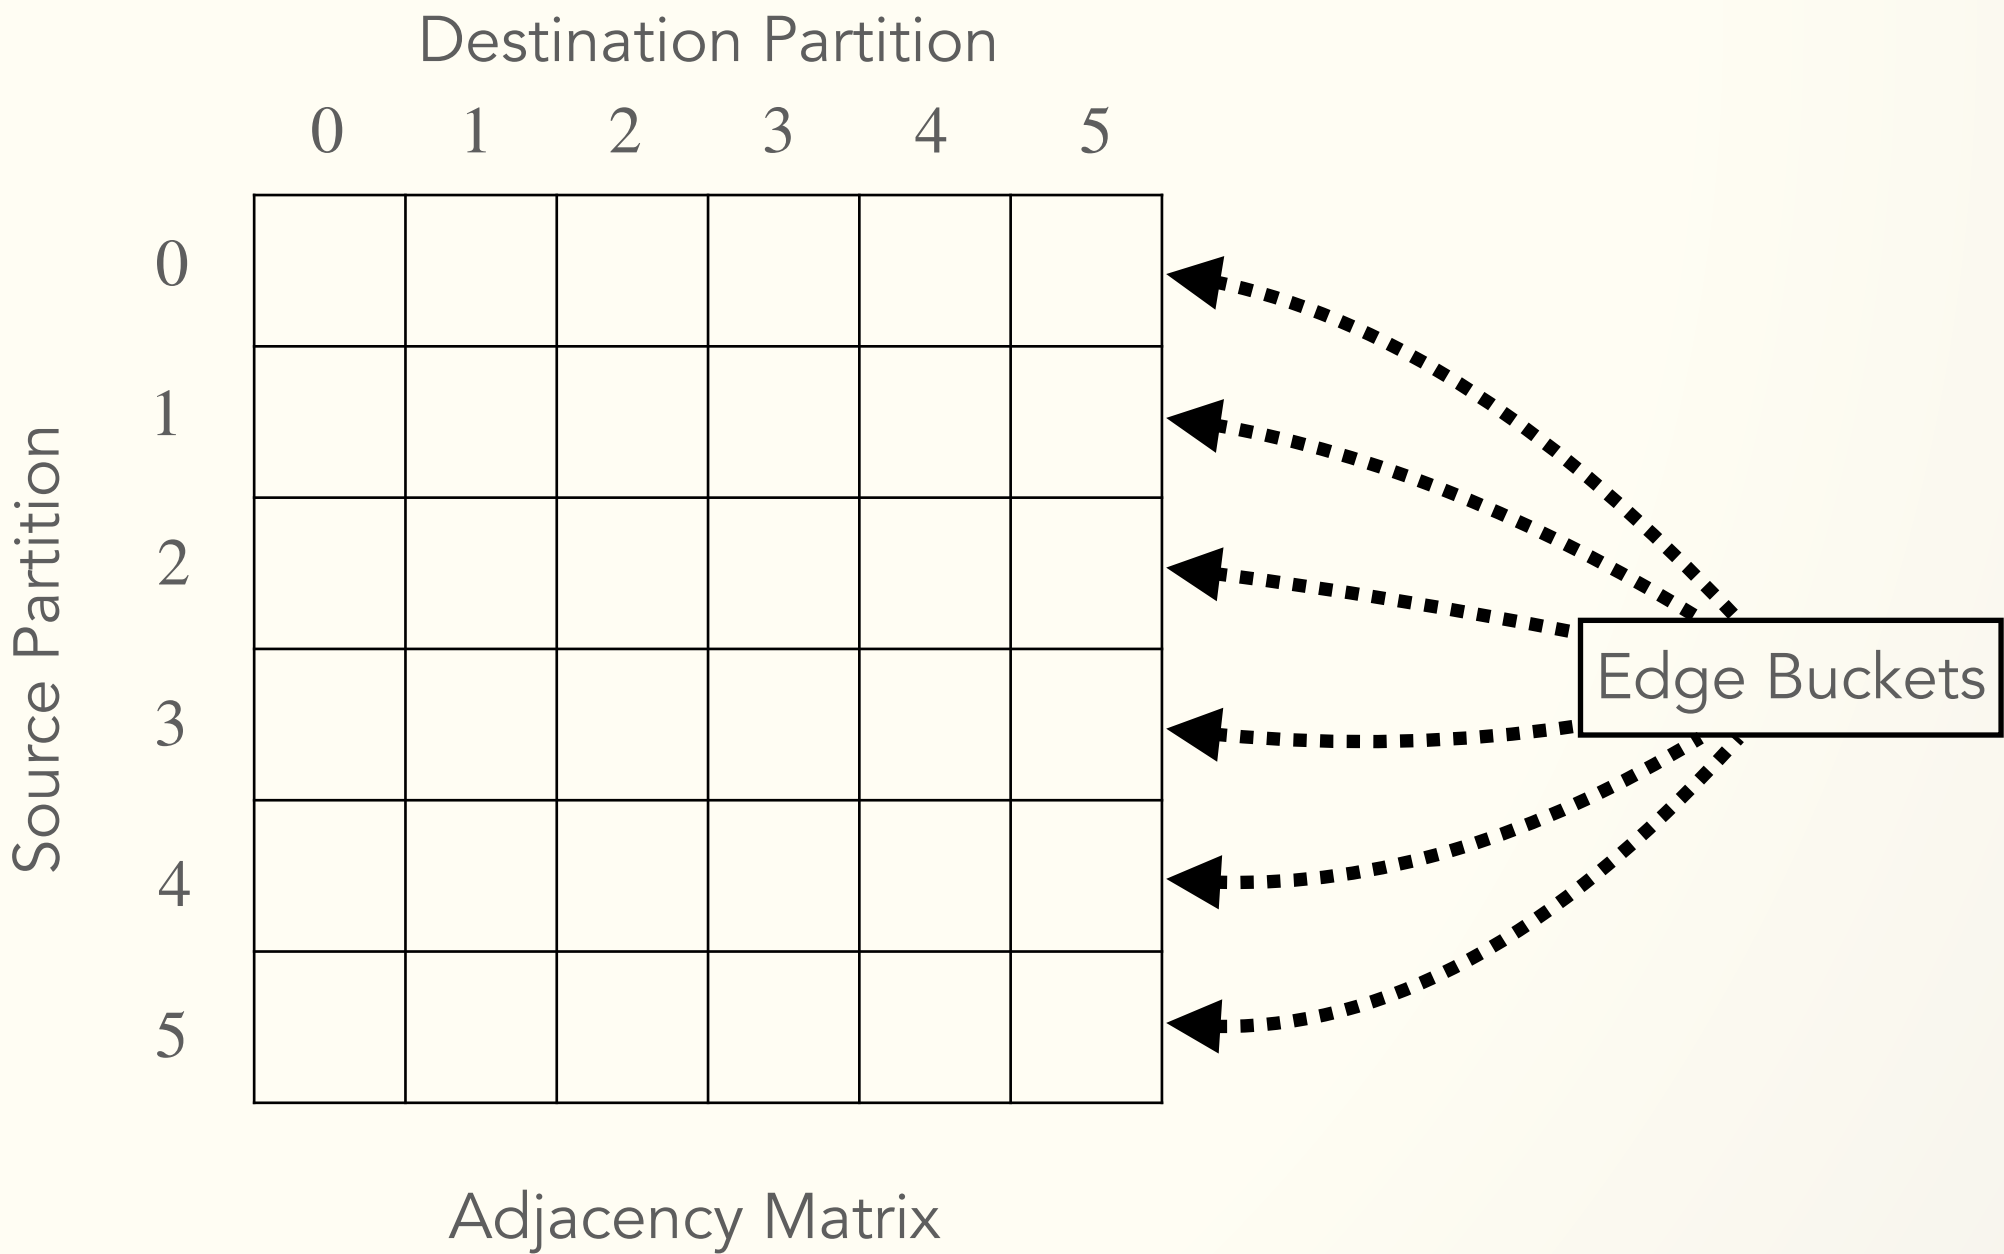 Destination Partition
0 1 2 3 4 5
Source Partition
0
1
2
3
4
5
Edge Buckets
Adjacency Matrix